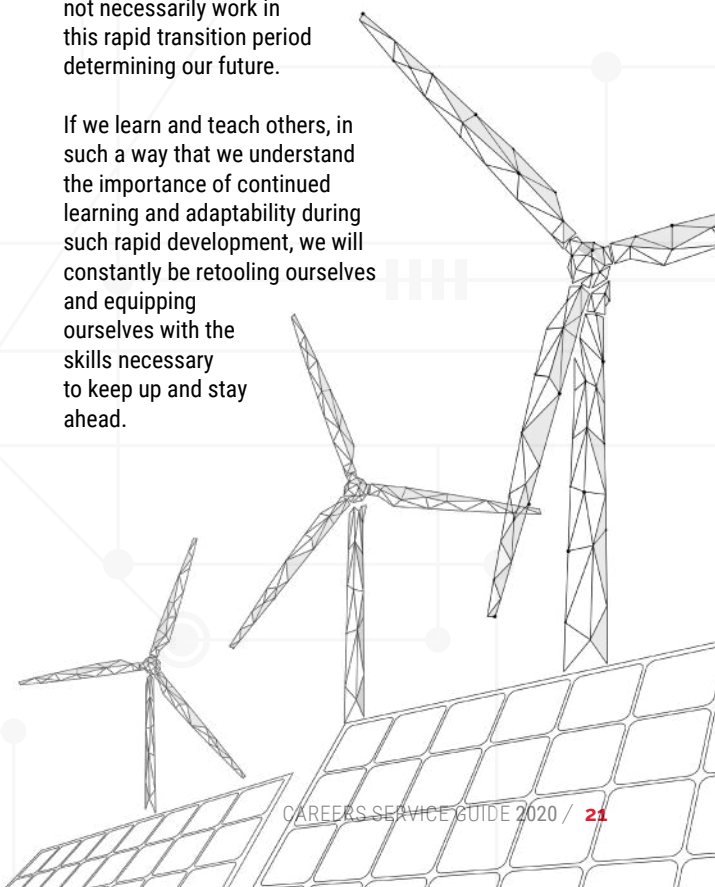 not necessarily work in
this rapid transition period
determining our future.
If we learn and teach others, in
such a way that we understand
the importance of continued
learning and adaptability during
such rapid development, we will
constantly be retooling ourselves
and equipping
ourselves with the
skills necessary
to keep up and stay
ahead.
CAREERS SERVICE GUIDE 2020 / 21